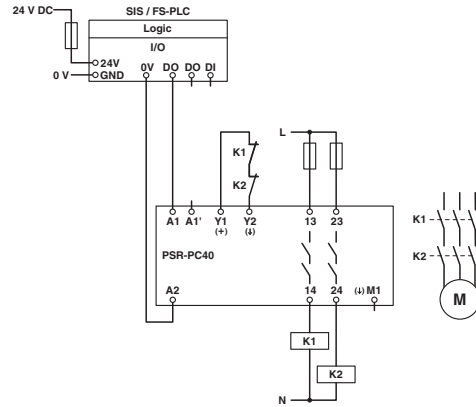 24 V DC
SIS / FS-PLC
Logic
I/O
24V
0 V
GND
0V DO DO DI
L
K1
K2
A1 A1' Y1 Y2 13 23
(+) (↓)
PSR-PC40
A2 14 24 (↓) M1
K1
K2
M
K1
K2
N